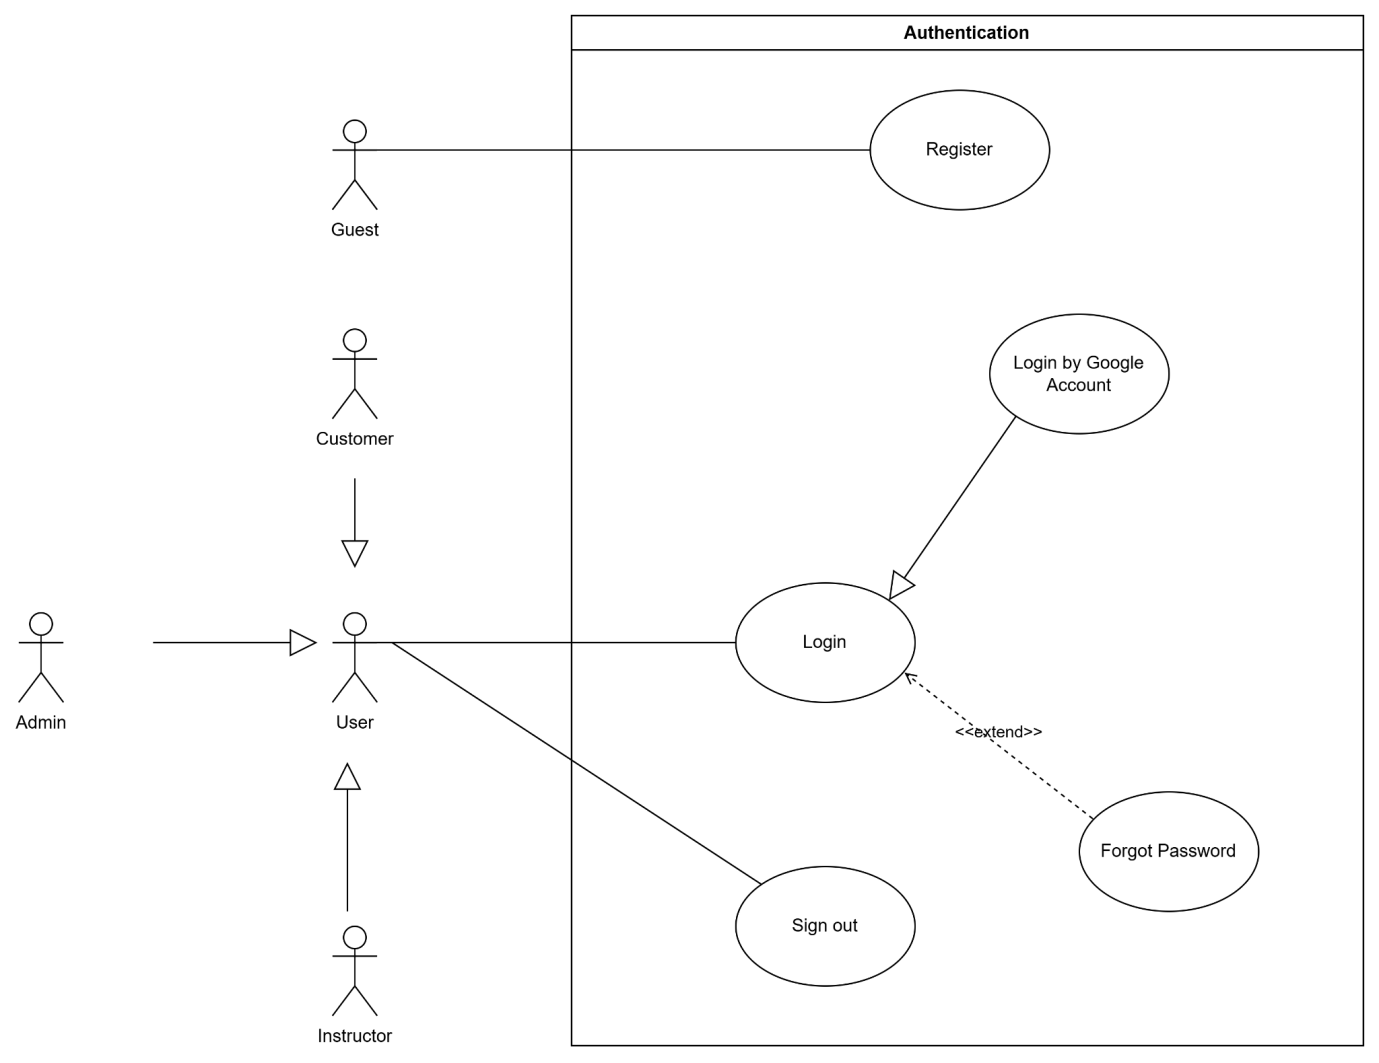 Authentication
Register
Guest
Login by Google
Account
Customer
Login
Admin
User
<<extend>>
Forgot Password
Sign out
Instructor